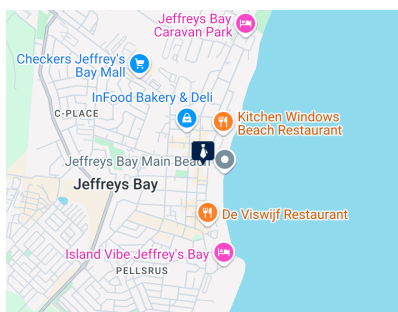 Jeffreys Bay
Caravan Park
Checkers Jeffrey's
Bay Mall
InFood Bakery & Deli
C-PLACE
Kitchen Windows
Beach Restaurant
Jeffreys Bay Main Beach
Jeffreys Bay
De Viswijf Restaurant
Island Vibe Jeffrey's Bay
PELLSRUS